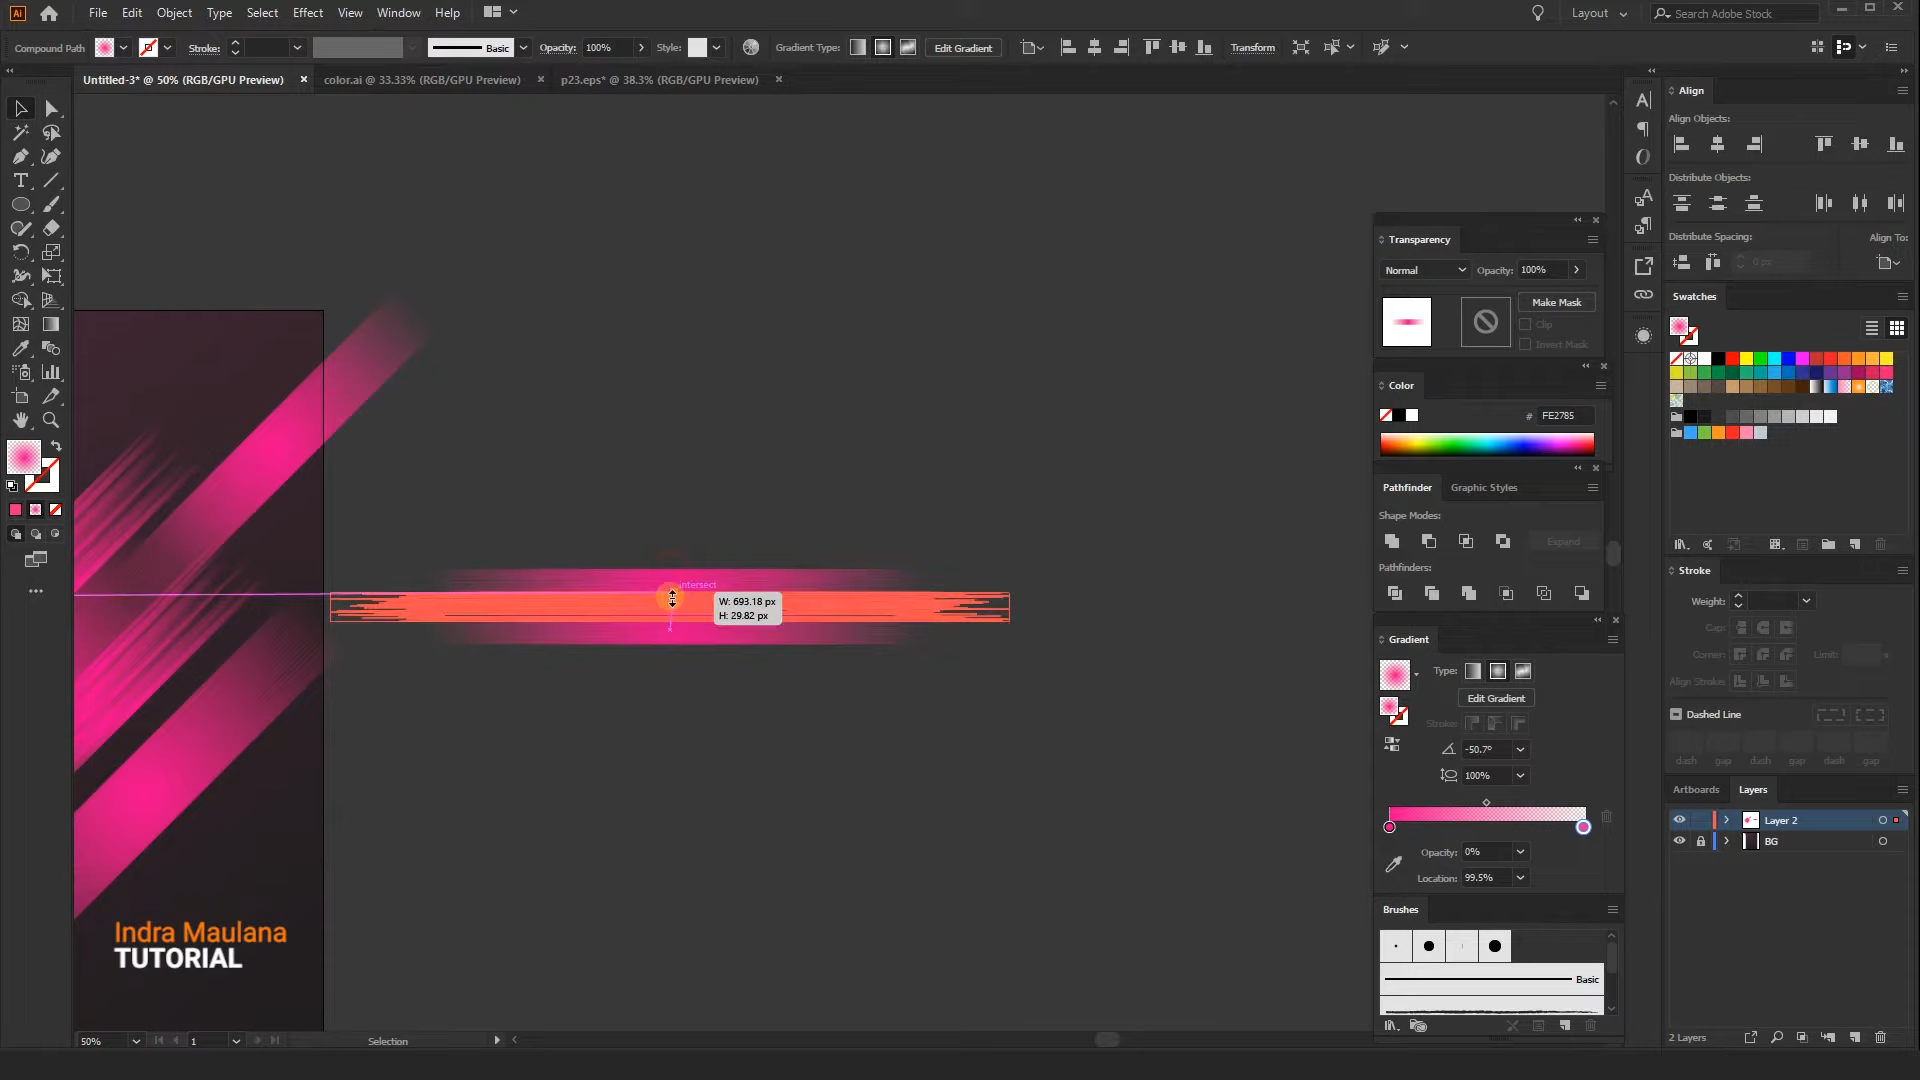 Ai File Edit Object Type Select Effect View Window Help Layout Search Adobe Stock
Compound Path Stroke: Basic Opacity: 100% Style: Gradient Type: Edit Gradient Transform
Untitled-3* @ 50% (RGB/GPU Preview) × color.ai @ 33.33% (RGB/GPU Preview) × p23.eps* @ 38.3% (RGB/GPU Preview) ×
Align
Align Objects:
Distribute Objects:
Distribute Spacing: Align To:
0 px
Transparency
Normal Opacity: 100%
Make Mask
Clip
Invert Mask
Swatches
Color
# FE2785
Pathfinder Graphic Styles
Shape Modes:
Expand
Pathfinders:
Stroke
Weight:
Cap:
Corner: Limit:
Align Stroke:
Dashed Line
dash gap dash gap dash gap
Gradient
Type:
Edit Gradient
Stroke:
-50.7°
100%
Opacity: 0%
Location: 99.5%
Artboards Layers
Layer 2
BG
2 Layers
Brushes
Basic
intersect
W: 693.18 px
H: 29.82 px
Indra Maulana
TUTORIAL
50% 1 Selection